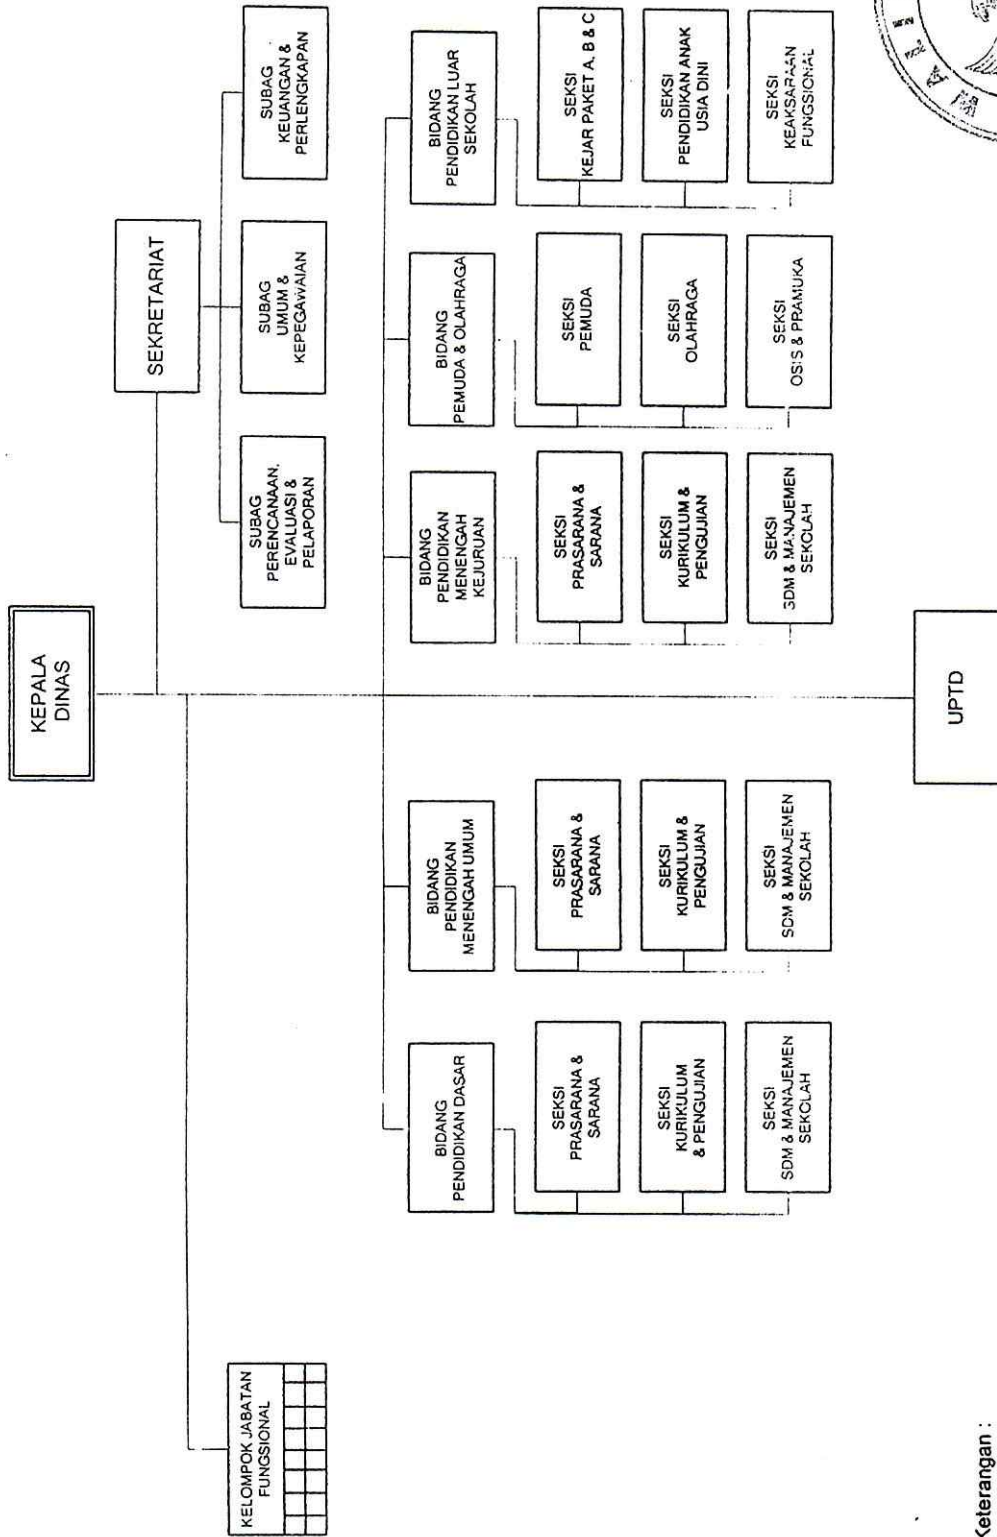 KEPALA
DINAS
SEKRETARIAT
KELOMPOK JABATAN
FUNGSIONAL
SUBAG
PERENCANAAN,
EVALUASI &
PELAPORAN
SUBAG
UMUM &
KEPEGAWAIAN
SUBAG
KEUANGAN &
PERLENGKAPAN
BIDANG
PENDIDIKAN DASAR
BIDANG
PENDIDIKAN
MENENGAH UMUM
BIDANG
PENDIDIKAN
MENENGAH
KEJURUAN
BIDANG
PEMUDA & OLAHRAGA
BIDANG
PENDIDIKAN LUAR
SEKOLAH
SEKSI
PRASARANA &
SARANA
SEKSI
PRASARANA &
SARANA
SEKSI
PRASARANA &
SARANA
SEKSI
PEMUDA
SEKSI
KEJAR PAKET A, B & C
SEKSI
KURIKULUM
& PENGUJIAN
SEKSI
KURIKULUM &
PENGUJIAN
SEKSI
KURIKULUM &
PENGUJIAN
SEKSI
OLAHRAGA
SEKSI
PENDIDIKAN ANAK
USIA DINI
SEKSI
SDM & MANAJEMEN
SEKOLAH
SEKSI
SDM & MANAJEMEN
SEKOLAH
SEKSI
SDM & MANAJEMEN
SEKOLAH
SEKSI
OSIS & PRAMUKA
SEKSI
KEAKSARAAN
FUNGSIONAL
UPTD
Keterangan :